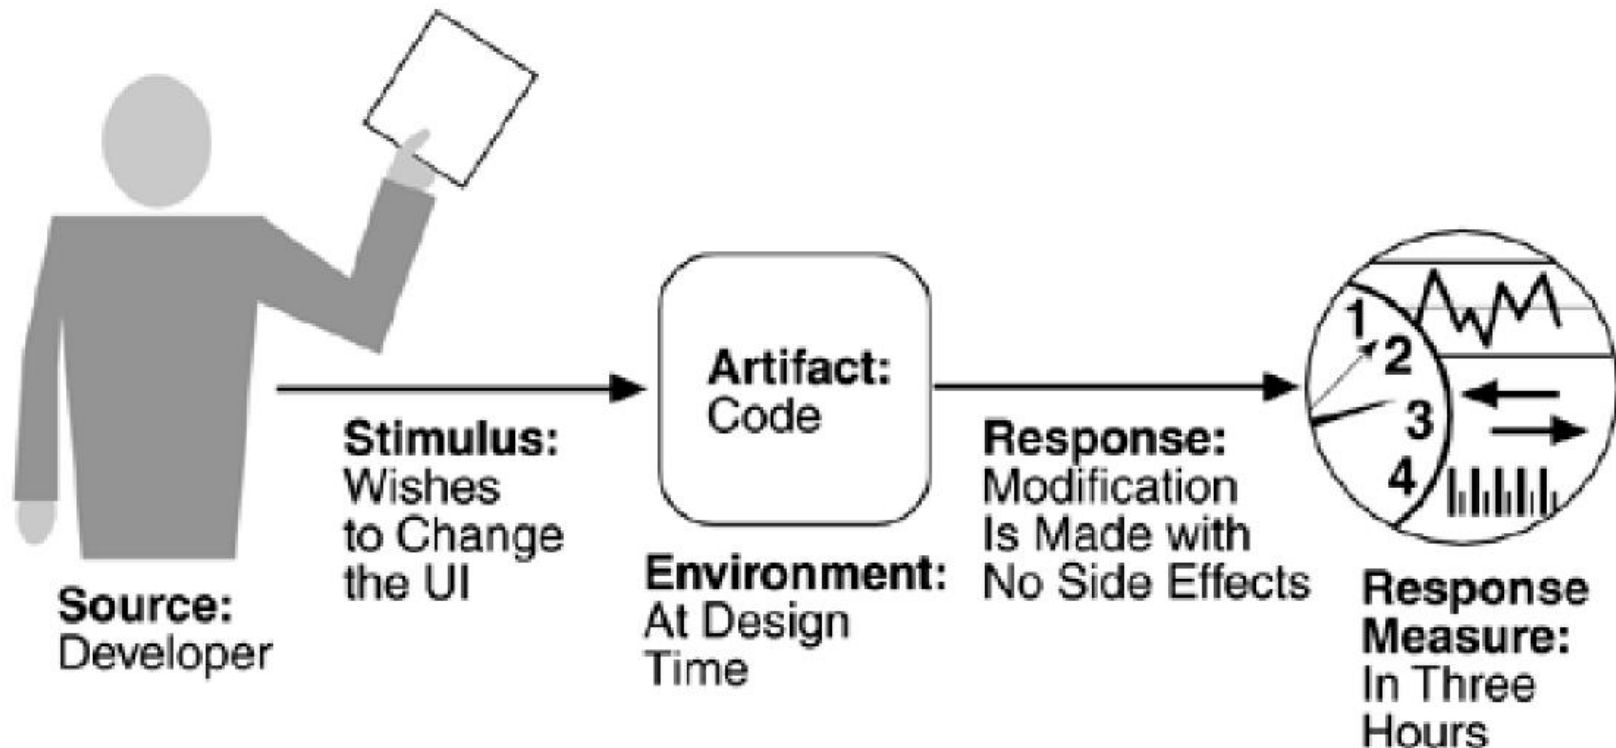 Source:
Developer
Stimulus:
Wishes
to Change
the UI
Artifact:
Code
Environment:
At Design
Time
Response:
Modification
Is Made with
No Side Effects
1
2
3
4
Response
Measure:
In Three
Hours